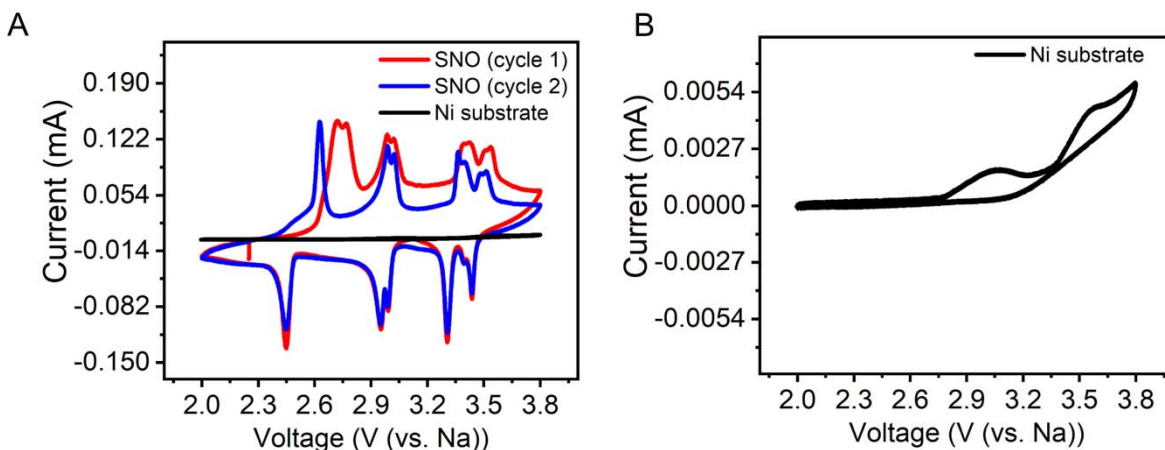 A
SNO (cycle 1)
SNO (cycle 2)
Ni substrate
Current (mA)
0.190
0.122
0.054
-0.014
-0.082
-0.150
2.0 2.3 2.6 2.9 3.2 3.5 3.8
Voltage (V (vs. Na))
B
Ni substrate
Current (mA)
0.0054
0.0027
0.0000
-0.0027
-0.0054
2.0 2.3 2.6 2.9 3.2 3.5 3.8
Voltage (V (vs. Na))